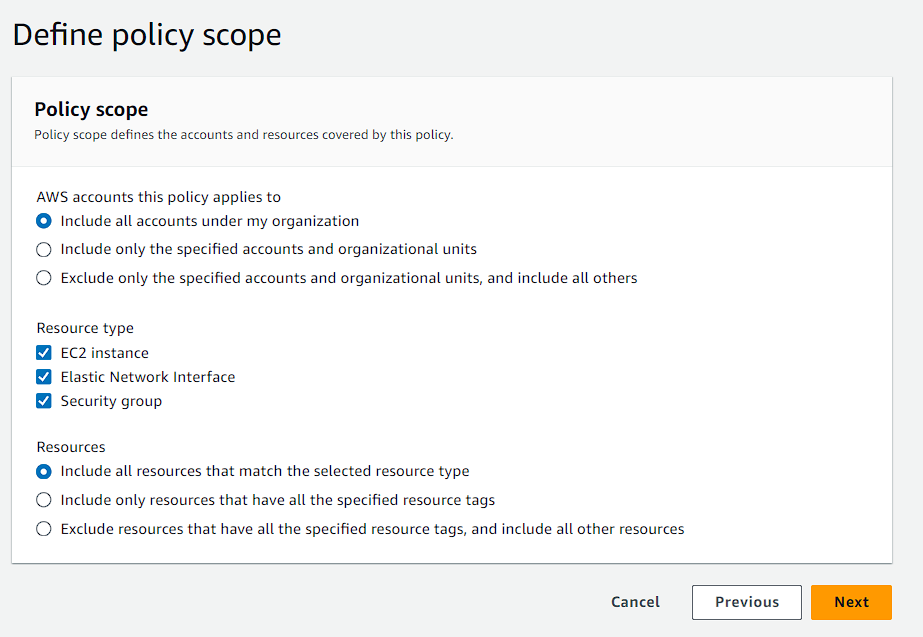 Define policy scope
Policy scope
Policy scope defines the accounts and resources covered by this policy.
AWS accounts this policy applies to
Include all accounts under my organization
Include only the specified accounts and organizational units
Exclude only the specified accounts and organizational units, and include all others
Resource type
EC2 instance
Elastic Network Interface
Security group
Resources
Include all resources that match the selected resource type
Include only resources that have all the specified resource tags
Exclude resources that have all the specified resource tags, and include all other resources
Cancel Previous Next